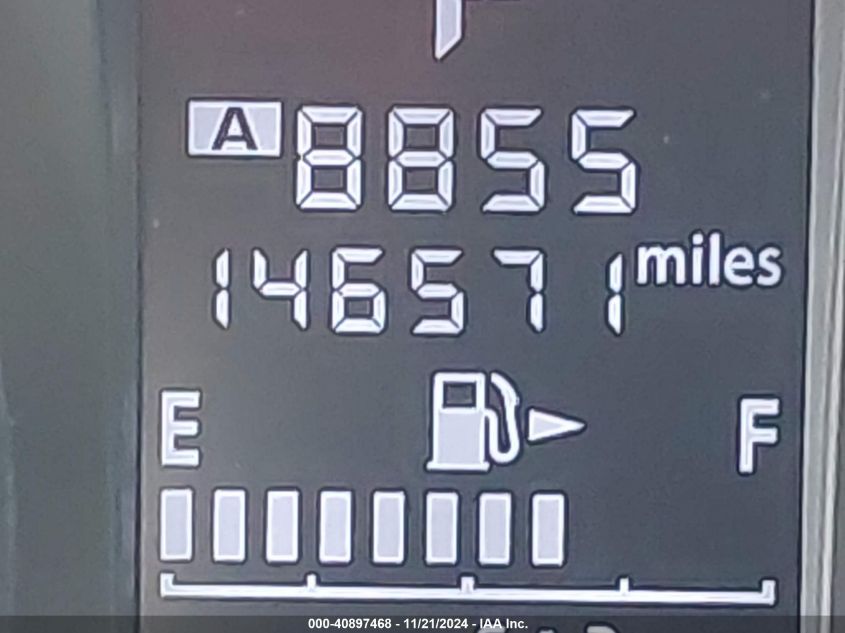 A 8855
146571 miles
E F
000-40897468 - 11/21/2024 - IAA Inc.